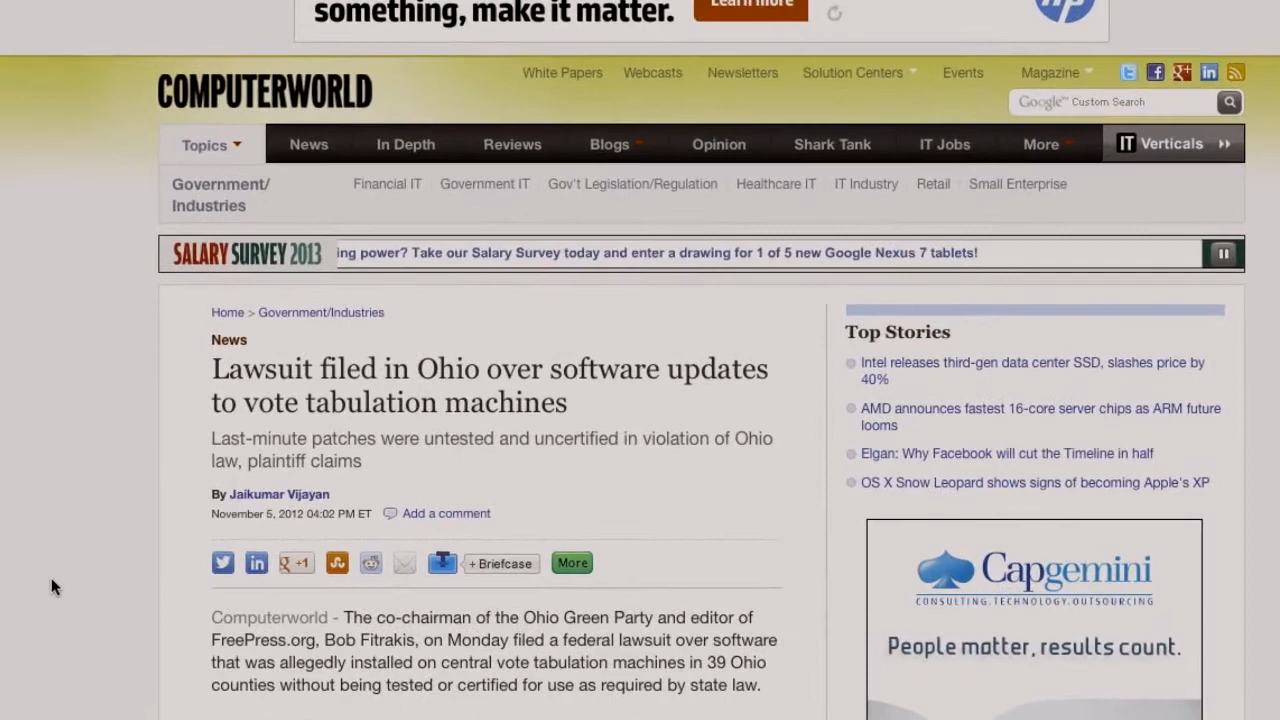 something, make it matter.
Learn more
hp
COMPUTERWORLD
White Papers Webcasts Newsletters Solution Centers Events Magazine
Google™ Custom Search
Topics News In Depth Reviews Blogs Opinion Shark Tank IT Jobs More IT Verticals
Government/
Industries
Financial IT Government IT Gov't Legislation/Regulation Healthcare IT IT Industry Retail Small Enterprise
SALARY SURVEY 2013
ing power? Take our Salary Survey today and enter a drawing for 1 of 5 new Google Nexus 7 tablets!
Home > Government/Industries
News
Lawsuit filed in Ohio over software updates
to vote tabulation machines
Last-minute patches were untested and uncertified in violation of Ohio
law, plaintiff claims
By Jaikumar Vijayan
November 5, 2012 04:02 PM ET Add a comment
+1 + Briefcase More
Computerworld - The co-chairman of the Ohio Green Party and editor of
FreePress.org, Bob Fitrakis, on Monday filed a federal lawsuit over software
that was allegedly installed on central vote tabulation machines in 39 Ohio
counties without being tested or certified for use as required by state law.
Top Stories
Intel releases third-gen data center SSD, slashes price by
40%
AMD announces fastest 16-core server chips as ARM future
looms
Elgan: Why Facebook will cut the Timeline in half
OS X Snow Leopard shows signs of becoming Apple's XP
Capgemini
CONSULTING.TECHNOLOGY.OUTSOURCING
People matter, results count.